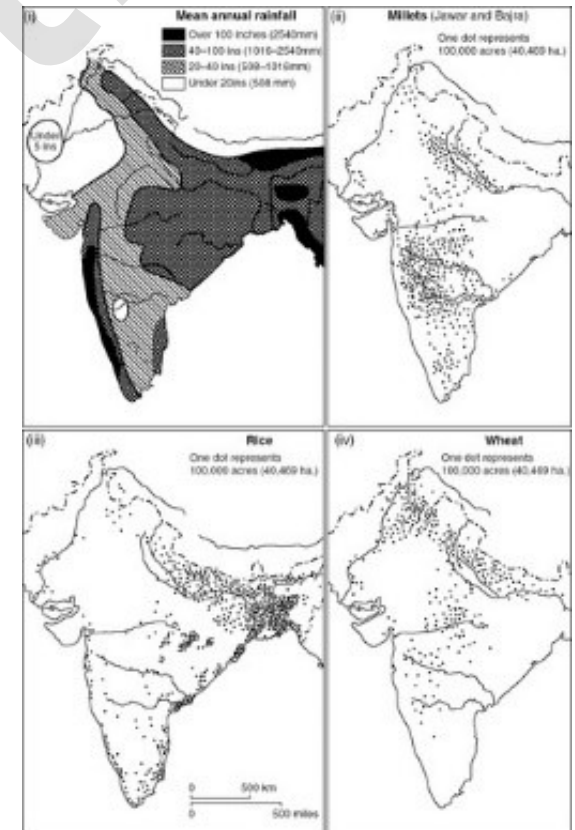 (i)
Mean annual rainfall
Over 100 inches (2540mm)
40–100 ins (1016–2540mm)
20–40 ins (508–1016mm)
Under 20ins (508 mm)
Under
5 ins
(ii)
Millets (Jawar and Bajra)
One dot represents
100,000 acres (40,469 ha.)
(iii)
Rice
One dot represents
100,000 acres (40,469 ha.)
0 500 km
0 500 miles
(iv)
Wheat
One dot represents
100,000 acres (40,469 ha.)